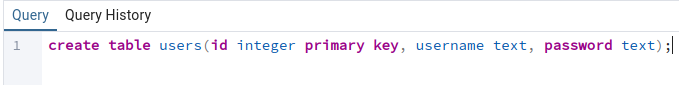 Query Query History
1 create table users(id integer primary key, username text, password text);